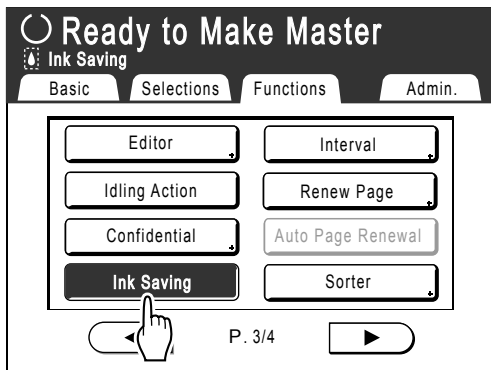 Ready to Make Master
Ink Saving
Basic Selections Functions Admin.
Editor Interval
Idling Action Renew Page
Confidential Auto Page Renewal
Ink Saving Sorter
P. 3/4